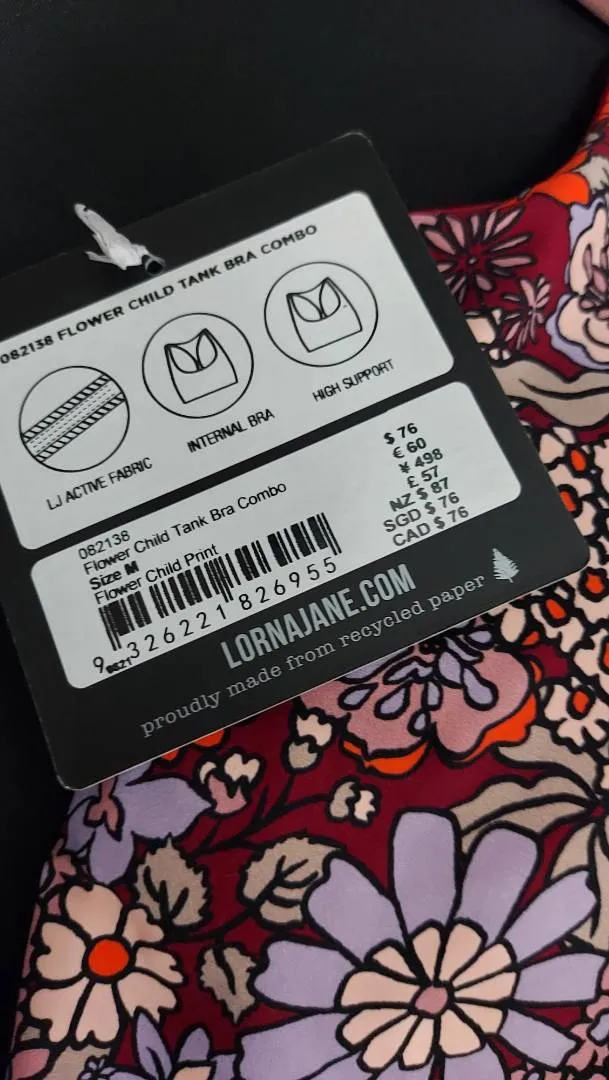 082138 FLOWER CHILD TANK BRA COMBO
LJ ACTIVE FABRIC
INTERNAL BRA
HIGH SUPPORT
082138
Flower Child Tank Bra Combo
Size M
Flower Child Print
$ 76
€ 60
¥ 498
£ 57
NZ $ 87
SGD $ 76
CAD $ 76
9 326221 826955
0821
LORNAJANE.COM
proudly made from recycled paper